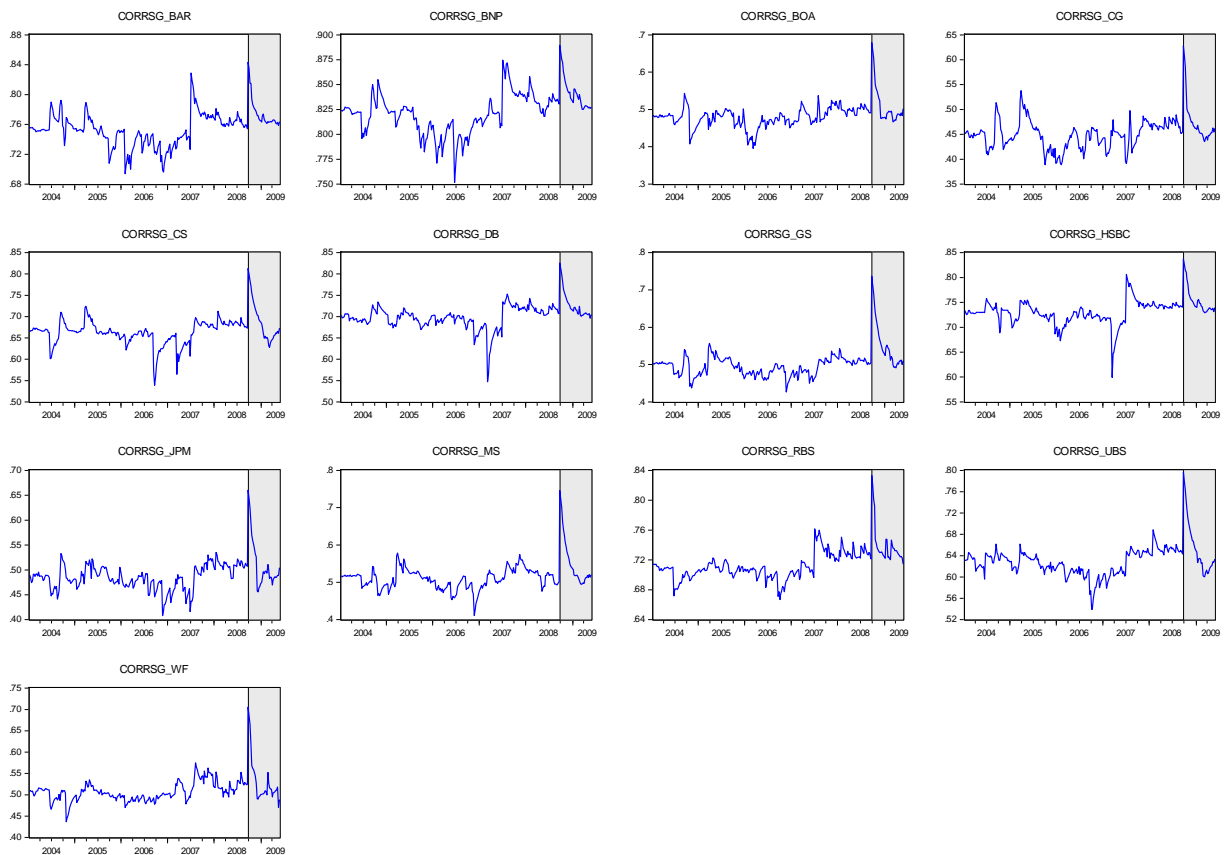 CORRSG_BAR CORRSG_BNP CORRSG_BOA CORRSG_CG
.88 .900 .7 .65
.84 .875 .6 .60
.80 .850 .5 .55
.76 .825 .4 .50
.72 .800 .3 .45
.68 .775 .40
.750 .35
2004 2005 2006 2007 2008 2009 2004 2005 2006 2007 2008 2009 2004 2005 2006 2007 2008 2009 2004 2005 2006 2007 2008 2009
CORRSG_CS CORRSG_DB CORRSG_GS CORRSG_HSBC
.85 .85 .8 .85
.80 .80 .7 .80
.75 .75 .6 .75
.70 .70 .5 .70
.65 .65 .4 .65
.60 .60 .60
.55 .55 .55
.50 .50
2004 2005 2006 2007 2008 2009 2004 2005 2006 2007 2008 2009 2004 2005 2006 2007 2008 2009 2004 2005 2006 2007 2008 2009
CORRSG_JPM CORRSG_MS CORRSG_RBS CORRSG_UBS
.70 .8 .84 .80
.65 .7 .80 .76
.60 .6 .76 .72
.55 .5 .72 .68
.50 .4 .68 .64
.45 .64 .60
.40 .56
.52
2004 2005 2006 2007 2008 2009 2004 2005 2006 2007 2008 2009 2004 2005 2006 2007 2008 2009 2004 2005 2006 2007 2008 2009
CORRSG_WF
.75
.70
.65
.60
.55
.50
.45
.40
2004 2005 2006 2007 2008 2009